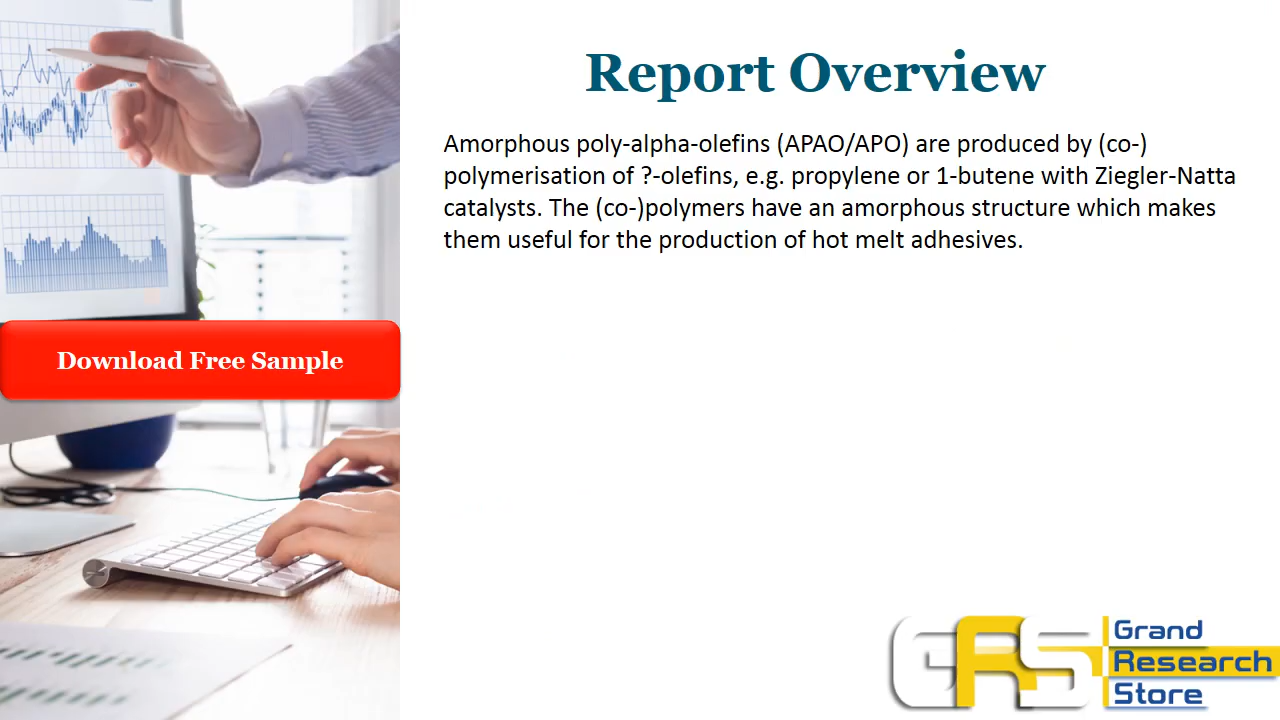 Report Overview
Amorphous poly-alpha-olefins (APAO/APO) are produced by (co-)
polymerisation of ?-olefins, e.g. propylene or 1-butene with Ziegler-Natta
catalysts. The (co-)polymers have an amorphous structure which makes
them useful for the production of hot melt adhesives.
Download Free Sample
GRS
Grand
Research
Store